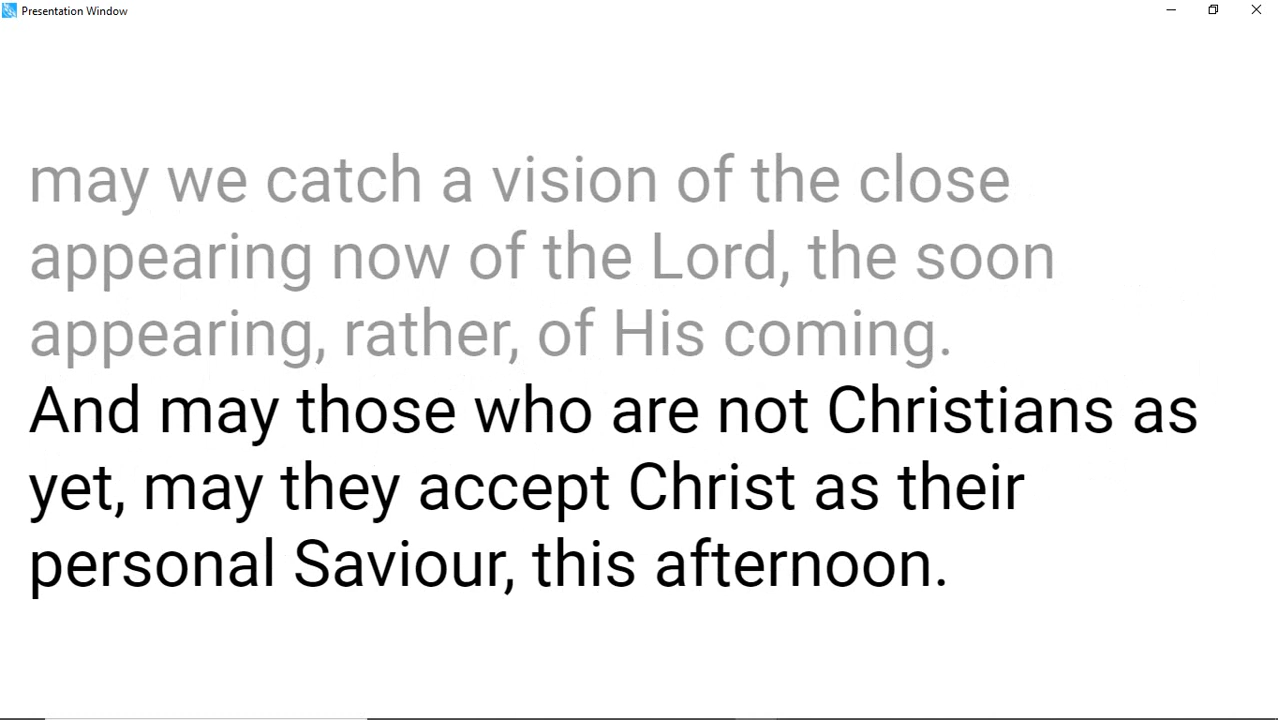 Presentation Window
may we catch a vision of the close
appearing now of the Lord, the soon
appearing, rather, of His coming.
And may those who are not Christians as
yet, may they accept Christ as their
personal Saviour, this afternoon.